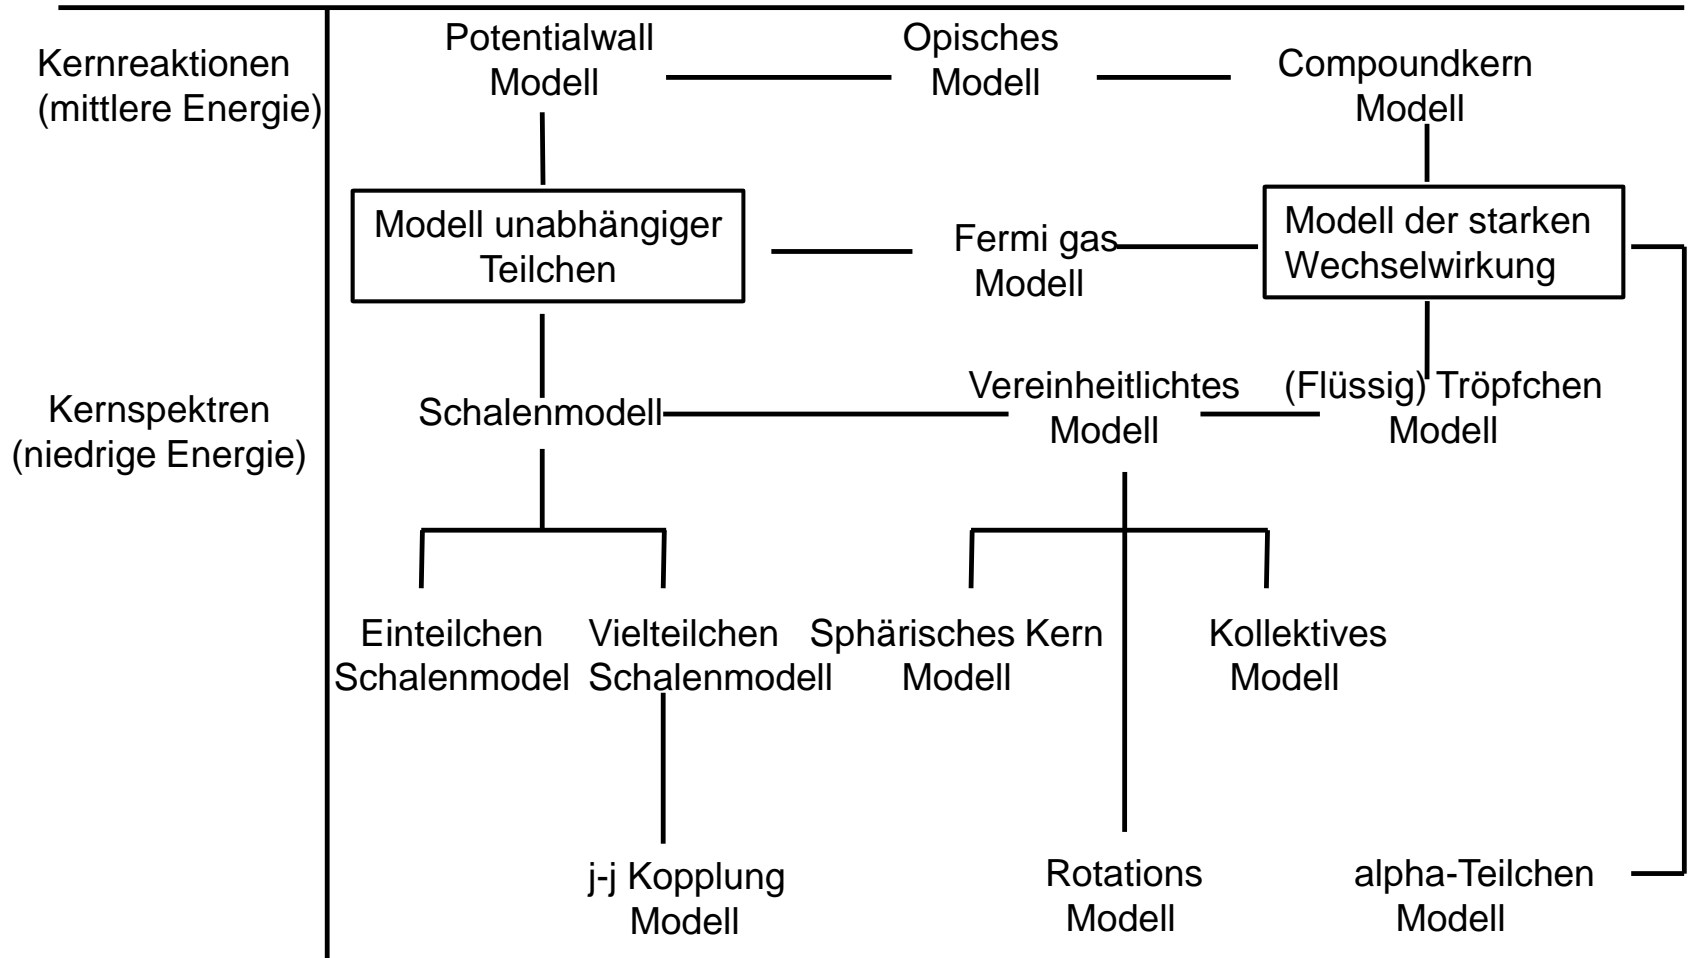 Kernreaktionen
(mittlere Energie)
Potentialwall
Modell
Opisches
Modell
Compoundkern
Modell
Modell unabhängiger
Teilchen
Fermi gas
Modell
Modell der starken
Wechselwirkung
Kernspektren
(niedrige Energie)
Schalenmodell
Vereinheitlichtes
Modell
(Flüssig) Tröpfchen
Modell
Einteilchen
Schalenmodel
Vielteilchen
Schalenmodell
Sphärisches Kern
Modell
Kollektives
Modell
j-j Kopplung
Modell
Rotations
Modell
alpha-Teilchen
Modell